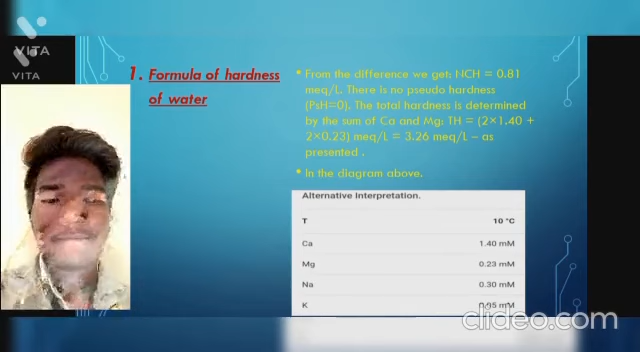 VITA
VITA
1. Formula of hardness
of water
• From the difference we get: NCH = 0.81
meq/L. There is no pseudo hardness
(PsH=0). The total hardness is determined
by the sum of Ca and Mg: TH = (2×1.40 +
2×0.23) meq/L = 3.26 meq/L – as
presented .
• In the diagram above.
Alternative Interpretation.
T 10 °C
Ca 1.40 mM
Mg 0.23 mM
Na 0.30 mM
K 0.05 mM
clideo.com